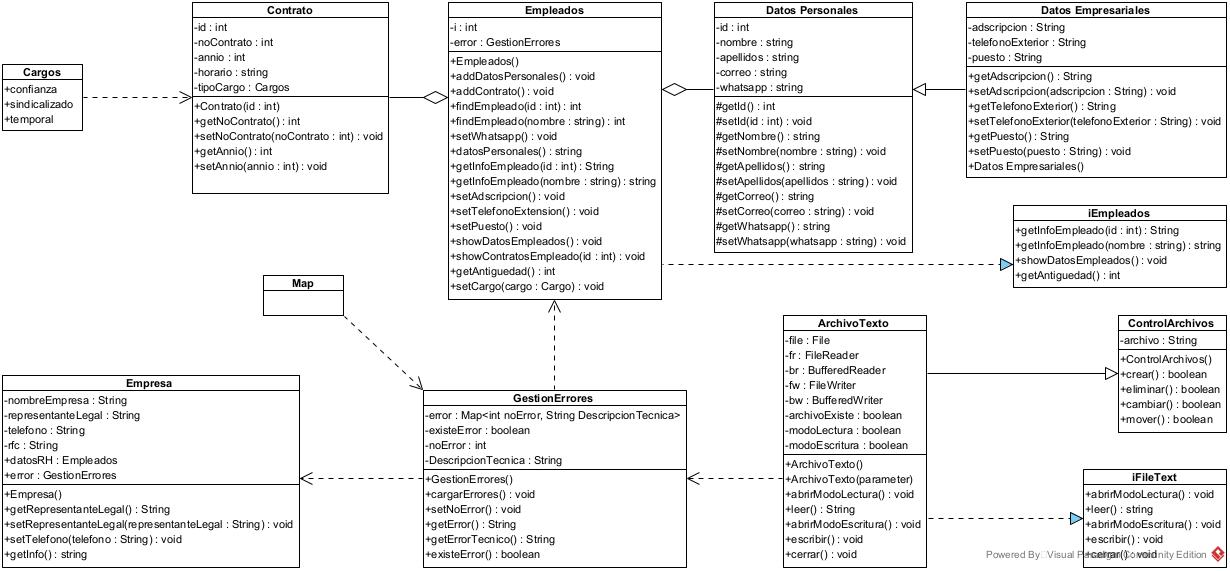 Cargos
+confianza
+sindicalizado
+temporal
Contrato
-id : int
-noContrato : int
-annio : int
-horario : string
-tipoCargo : Cargos
+Contrato(id : int)
+getNoContrato() : int
+setNoContrato(noContrato : int) : void
+getAnnio() : int
+setAnnio(annio : int) : void
Empleados
-i : int
-error : GestionErrores
+Empleados()
+addDatosPersonales() : void
+addContrato() : void
+findEmpleado(id : int) : int
+findEmpleado(nombre : string) : int
+setWhatsapp() : void
+datosPersonales() : string
+getInfoEmpleado(id : int) : String
+getInfoEmpleado(nombre : string) : string
+setAdscripcion() : void
+setTelefonoExtension() : void
+setPuesto() : void
+showDatosEmpleados() : void
+showContratosEmpleado(id : int) : void
+getAntiguedad() : int
+setCargo(cargo : Cargo) : void
Datos Personales
-id : int
-nombre : string
-apellidos : string
-correo : string
-whatsapp : string
#getId() : int
#setId(id : int) : void
#getNombre() : string
#setNombre(nombre : string) : void
#getApellidos() : string
#setApellidos(apellidos : string) : void
#getCorreo() : string
#setCorreo(correo : string) : void
#getWhatsapp() : string
#setWhatsapp(whatsapp : string) : void
Datos Empresariales
-adscripcion : String
-telefonoExterior : String
-puesto : String
+getAdscripcion() : String
+setAdscripcion(adscripcion : String) : void
+getTelefonoExterior() : String
+setTelefonoExterior(telefonoExterior : String) : void
+getPuesto() : String
+setPuesto(puesto : String) : void
+Datos Empresariales()
iEmpleados
+getInfoEmpleado(id : int) : String
+getInfoEmpleado(nombre : string) : string
+showDatosEmpleados() : void
+getAntiguedad() : int
Map
Empresa
-nombreEmpresa : String
-representanteLegal : String
-telefono : String
-rfc : String
+datosRH : Empleados
+error : GestionErrores
+Empresa()
+getRepresentanteLegal() : String
+setRepresentanteLegal(representanteLegal : String) : void
+setTelefono(telefono : String) : void
+getInfo() : string
GestionErrores
-error : Map<int noError, String DescripcionTecnica>
-existeError : boolean
-noError : int
-DescripcionTecnica : String
+GestionErrores()
+cargarErrores() : void
+setNoError() : void
+getError() : String
+getErrorTecnico() : String
+existeError() : boolean
ArchivoTexto
-file : File
-fr : FileReader
-br : BufferedReader
-fw : FileWriter
-bw : BufferedWriter
-archivoExiste : boolean
-modoLectura : boolean
-modoEscritura : boolean
+ArchivoTexto()
+ArchivoTexto(parameter)
+abrirModoLectura() : void
+leer() : String
+abrirModoEscritura() : void
+escribir() : void
+cerrar() : void
ControlArchivos
-archivo : String
+ControlArchivos()
+crear() : boolean
+eliminar() : boolean
+cambiar() : boolean
+mover() : boolean
iFileText
+abrirModoLectura() : void
+leer() : string
+abrirModoEscritura() : void
+escribir() : void
+cerrar() : void
Powered By Visual Paradigm Community Edition